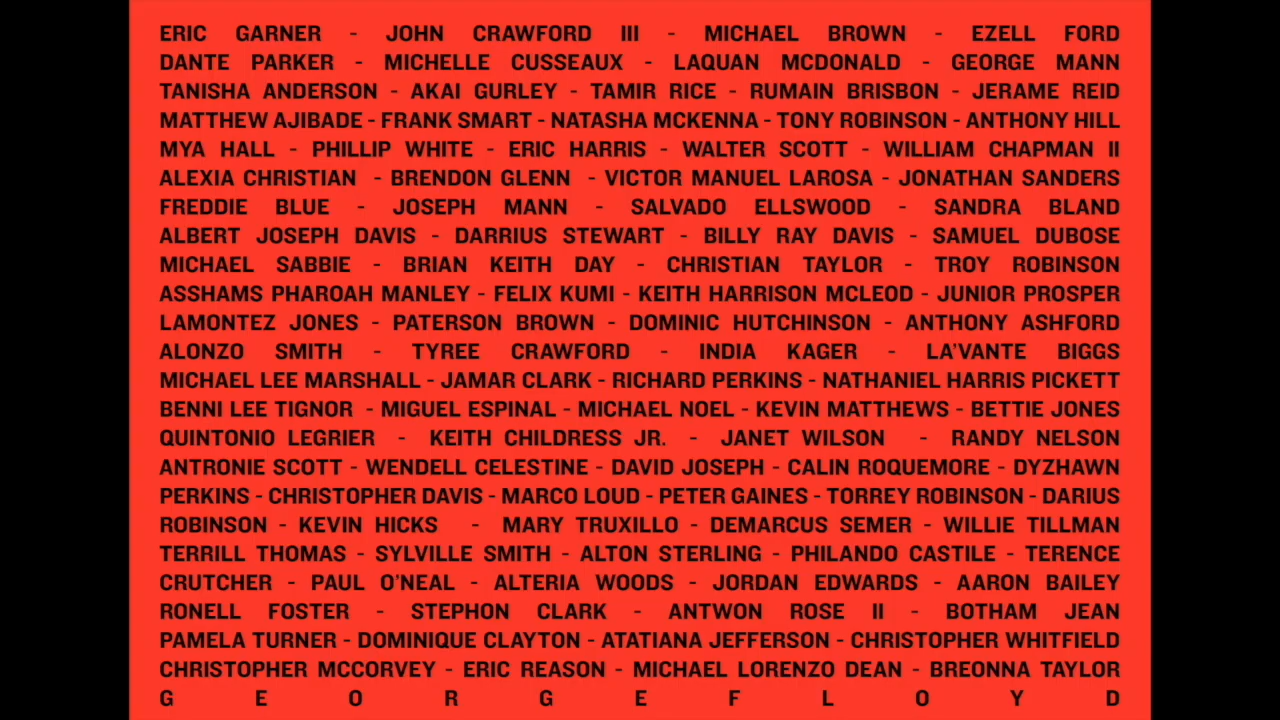 ERIC GARNER - JOHN CRAWFORD III - MICHAEL BROWN - EZELL FORD
DANTE PARKER - MICHELLE CUSSEAUX - LAQUAN MCDONALD - GEORGE MANN
TANISHA ANDERSON - AKAI GURLEY - TAMIR RICE - RUMAIN BRISBON - JERAME REID
MATTHEW AJIBADE - FRANK SMART - NATASHA MCKENNA - TONY ROBINSON - ANTHONY HILL
MYA HALL - PHILLIP WHITE - ERIC HARRIS - WALTER SCOTT - WILLIAM CHAPMAN II
ALEXIA CHRISTIAN - BRENDON GLENN - VICTOR MANUEL LAROSA - JONATHAN SANDERS
FREDDIE BLUE - JOSEPH MANN - SALVADO ELLSWOOD - SANDRA BLAND
ALBERT JOSEPH DAVIS - DARRIUS STEWART - BILLY RAY DAVIS - SAMUEL DUBOSE
MICHAEL SABBIE - BRIAN KEITH DAY - CHRISTIAN TAYLOR - TROY ROBINSON
ASSHAMS PHAROAH MANLEY - FELIX KUMI - KEITH HARRISON MCLEOD - JUNIOR PROSPER
LAMONTEZ JONES - PATERSON BROWN - DOMINIC HUTCHINSON - ANTHONY ASHFORD
ALONZO SMITH - TYREE CRAWFORD - INDIA KAGER - LA'VANTE BIGGS
MICHAEL LEE MARSHALL - JAMAR CLARK - RICHARD PERKINS - NATHANIEL HARRIS PICKETT
BENNI LEE TIGNOR - MIGUEL ESPINAL - MICHAEL NOEL - KEVIN MATTHEWS - BETTIE JONES
QUINTONIO LEGRIER - KEITH CHILDRESS JR. - JANET WILSON - RANDY NELSON
ANTRONIE SCOTT - WENDELL CELESTINE - DAVID JOSEPH - CALIN ROQUEMORE - DYZHAWN
PERKINS - CHRISTOPHER DAVIS - MARCO LOUD - PETER GAINES - TORREY ROBINSON - DARIUS
ROBINSON - KEVIN HICKS - MARY TRUXILLO - DEMARCUS SEMER - WILLIE TILLMAN
TERRILL THOMAS - SYLVILLE SMITH - ALTON STERLING - PHILANDO CASTILE - TERENCE
CRUTCHER - PAUL O'NEAL - ALTERIA WOODS - JORDAN EDWARDS - AARON BAILEY
RONELL FOSTER - STEPHON CLARK - ANTWON ROSE II - BOTHAM JEAN
PAMELA TURNER - DOMINIQUE CLAYTON - ATATIANA JEFFERSON - CHRISTOPHER WHITFIELD
CHRISTOPHER MCCORVEY - ERIC REASON - MICHAEL LORENZO DEAN - BREONNA TAYLOR
G E O R G E F L O Y D